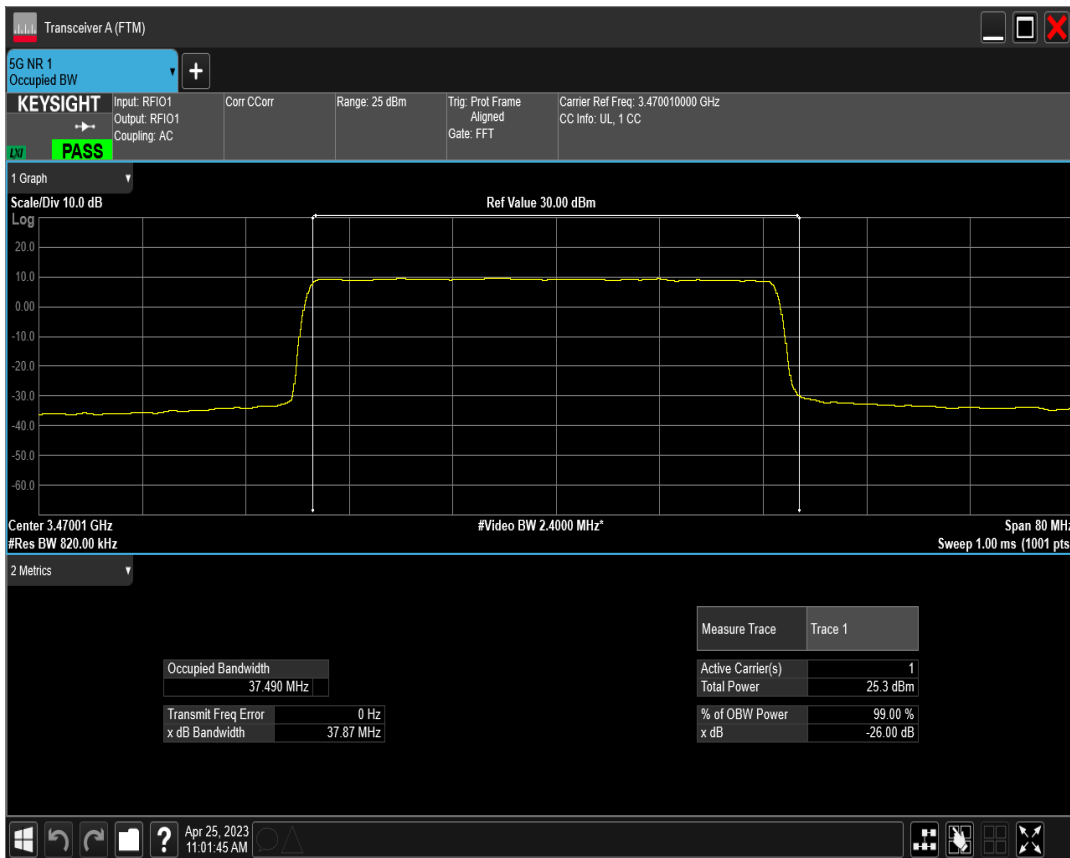 Transceiver A (FTM)
5G NR 1
Occupied BW
+
KEYSIGHT
LXI
PASS
Input: RFIO1
Output: RFIO1
Coupling: AC
Corr CCorr
Range: 25 dBm
Trig: Prot Frame
Aligned
Gate: FFT
Carrier Ref Freq: 3.470010000 GHz
CC Info: UL, 1 CC
1 Graph
Scale/Div 10.0 dB
Ref Value 30.00 dBm
Log
20.0
10.0
0.00
-10.0
-20.0
-30.0
-40.0
-50.0
-60.0
Center 3.47001 GHz
#Video BW 2.4000 MHz*
Span 80 MHz
#Res BW 820.00 kHz
Sweep 1.00 ms (1001 pts
2 Metrics
Measure Trace Trace 1
Occupied Bandwidth
37.490 MHz
Active Carrier(s) 1
Total Power 25.3 dBm
Transmit Freq Error 0 Hz
x dB Bandwidth 37.87 MHz
% of OBW Power 99.00 %
x dB -26.00 dB
?
Apr 25, 2023
11:01:45 AM